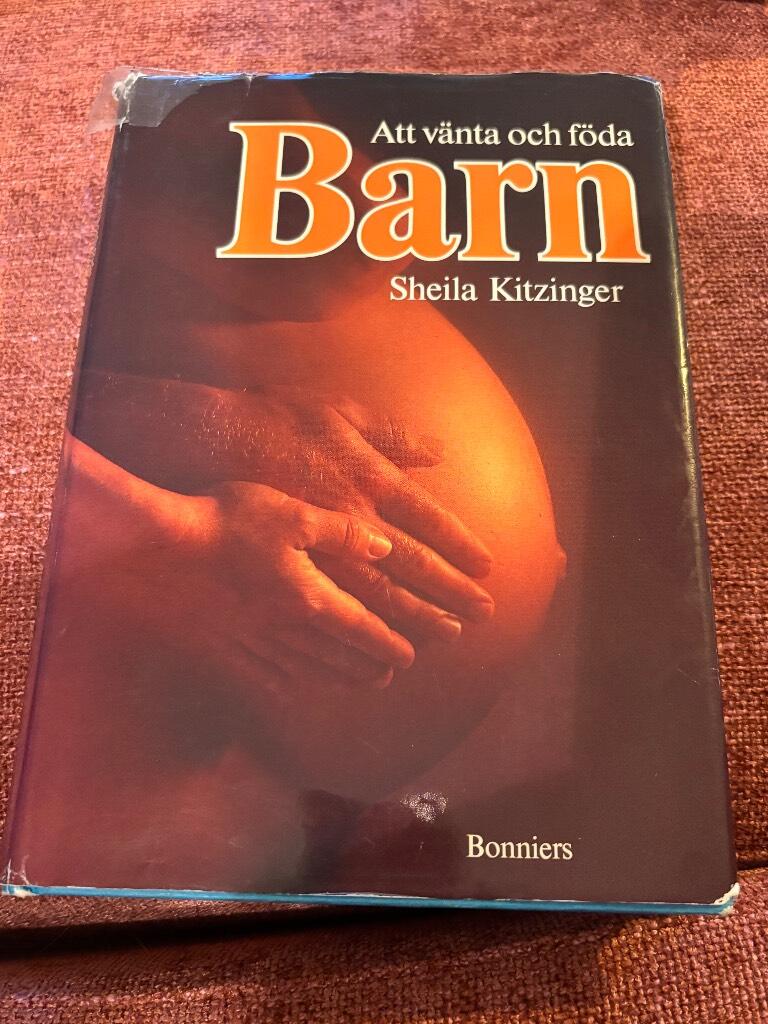 Att vänta och föda
Barn
Sheila Kitzinger
Bonniers